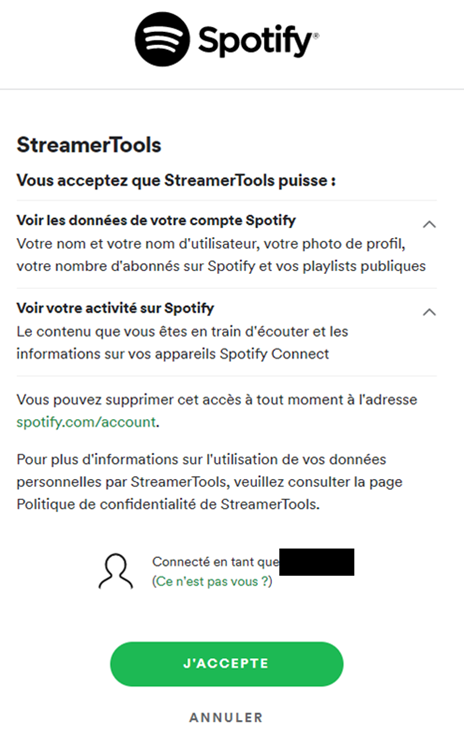 Spotify®
StreamerTools
Vous acceptez que StreamerTools puisse :
Voir les données de votre compte Spotify
Votre nom et votre nom d'utilisateur, votre photo de profil,
votre nombre d'abonnés sur Spotify et vos playlists publiques
Voir votre activité sur Spotify
Le contenu que vous êtes en train d'écouter et les
informations sur vos appareils Spotify Connect
Vous pouvez supprimer cet accès à tout moment à l'adresse
spotify.com/account.
Pour plus d'informations sur l'utilisation de vos données
personnelles par StreamerTools, veuillez consulter la page
Politique de confidentialité de StreamerTools.
Connecté en tant que
(Ce n'est pas vous ?)
J'ACCEPTE
ANNULER